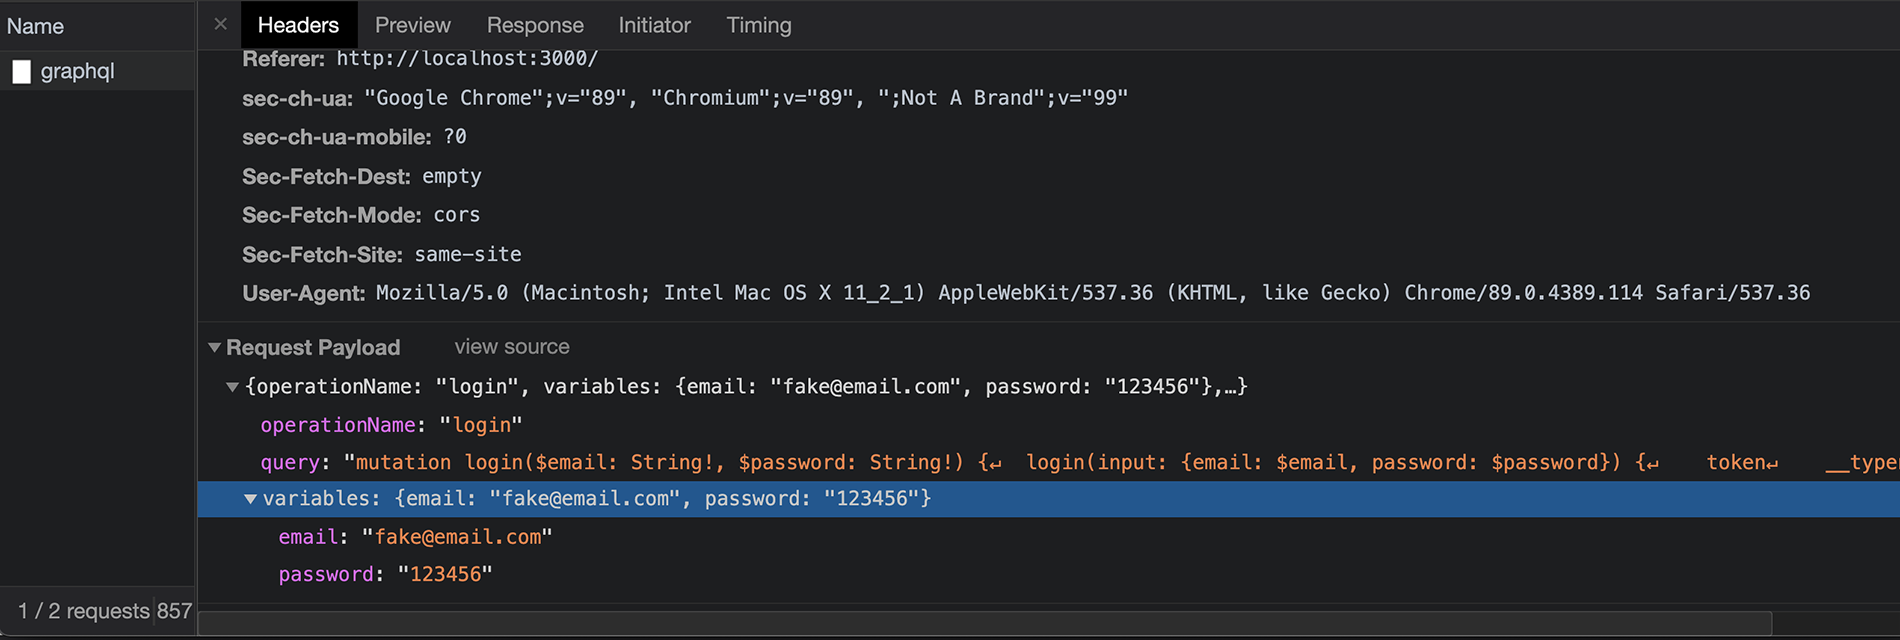 Name
× Headers Preview Response Initiator Timing
graphql
Referer: http://localhost:3000/
sec-ch-ua: "Google Chrome";v="89", "Chromium";v="89", ";Not A Brand";v="99"
sec-ch-ua-mobile: ?0
Sec-Fetch-Dest: empty
Sec-Fetch-Mode: cors
Sec-Fetch-Site: same-site
User-Agent: Mozilla/5.0 (Macintosh; Intel Mac OS X 11_2_1) AppleWebKit/537.36 (KHTML, like Gecko) Chrome/89.0.4389.114 Safari/537.36
▼Request Payload view source
▼{operationName: "login", variables: {email: "fake@email.com", password: "123456"},…}
operationName: "login"
query: "mutation login($email: String!, $password: String!) {↵ login(input: {email: $email, password: $password}) {↵ token↵ __type
▼variables: {email: "fake@email.com", password: "123456"}
email: "fake@email.com"
password: "123456"
1 / 2 requests 857